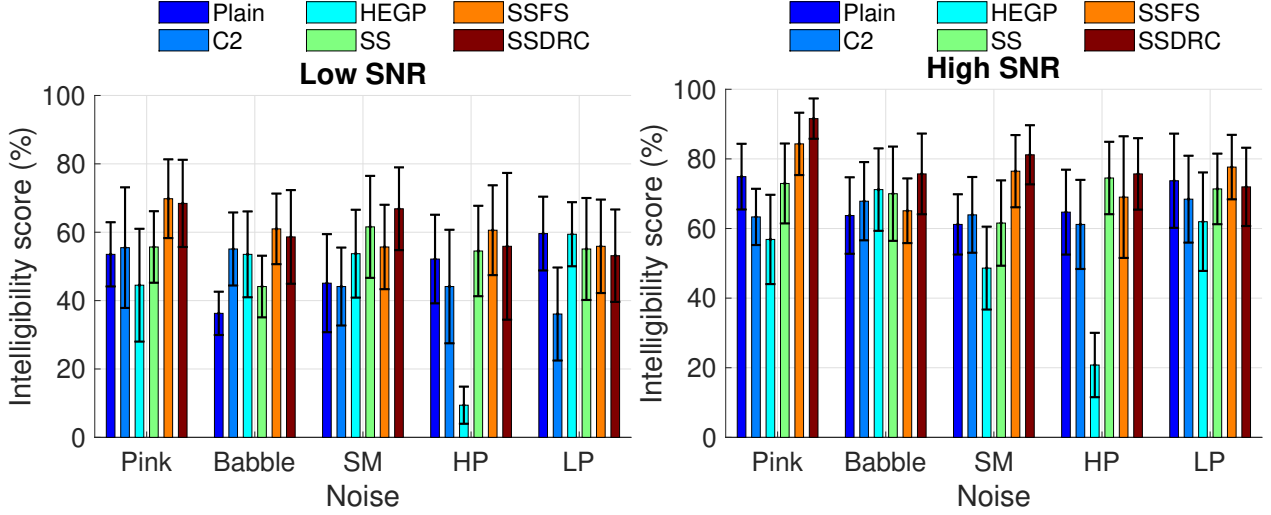 Plain HEGP SSFS
C2 SS SSDRC
Low SNR
Intelligibility score (%)
100
80
60
40
20
0
Pink Babble SM HP LP
Noise
Plain HEGP SSFS
C2 SS SSDRC
High SNR
Intelligibility score (%)
100
80
60
40
20
0
Pink Babble SM HP LP
Noise